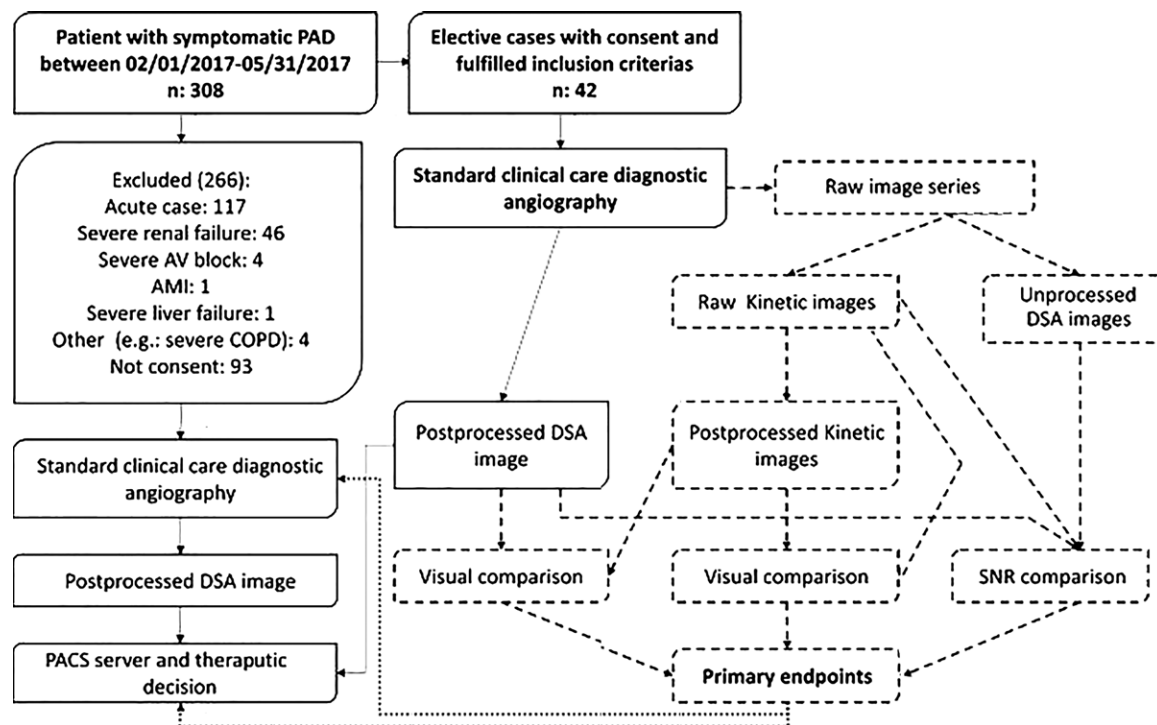 Patient with symptomatic PAD
between 02/01/2017-05/31/2017
n: 308
Elective cases with consent and
fulfilled inclusion criterias
n: 42
Excluded (266):
Acute case: 117
Severe renal failure: 46
Severe AV block: 4
AMI: 1
Severe liver failure: 1
Other (e.g.: severe COPD): 4
Not consent: 93
Standard clinical care diagnostic
angiography
Raw image series
Raw Kinetic images
Unprocessed
DSA images
Postprocessed DSA
image
Postprocessed Kinetic
images
Standard clinical care diagnostic
angiography
Visual comparison
Visual comparison
SNR comparison
Postprocessed DSA image
PACS server and theraputic
decision
Primary endpoints